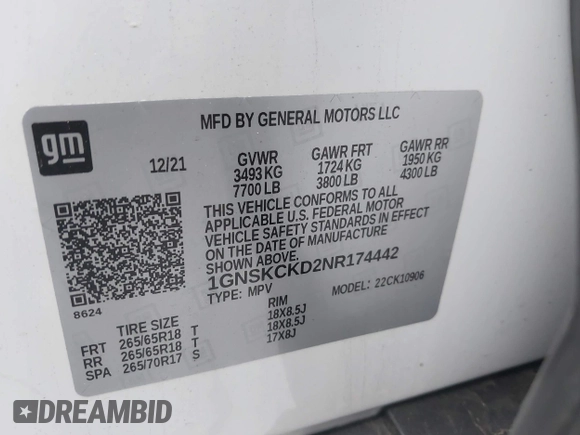 MFD BY GENERAL MOTORS LLC
gm
12/21 GVWR GAWR FRT GAWR RR
3493 KG 1724 KG 1950 KG
7700 LB 3800 LB 4300 LB
THIS VEHICLE CONFORMS TO ALL
APPLICABLE U.S. FEDERAL MOTOR
VEHICLE SAFETY STANDARDS IN EFFECT
ON THE DATE OF MANUFACTURE SHOWN ABOVE.
1GNSKCKD2NR174442
TYPE: MPV MODEL: 22CK10906
8624
TIRE SIZE RIM
FRT 265/65R18 T 18X8.5J
RR 265/65R18 T 18X8.5J
SPA 265/70R17 S 17X8J
DREAMBID